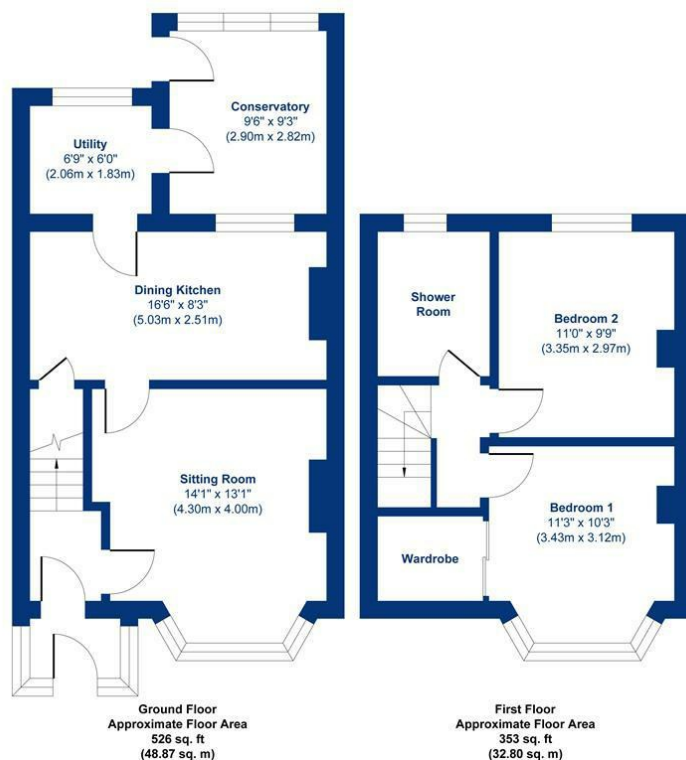 Conservatory
9'6" x 9'3"
(2.90m x 2.82m)
Utility
6'9" x 6'0"
(2.06m x 1.83m)
Dining Kitchen
16'6" x 8'3"
(5.03m x 2.51m)
Sitting Room
14'1" x 13'1"
(4.30m x 4.00m)
Ground Floor
Approximate Floor Area
526 sq. ft
(48.87 sq. m)
Shower
Room
Bedroom 2
11'0" x 9'9"
(3.35m x 2.97m)
Bedroom 1
11'3" x 10'3"
(3.43m x 3.12m)
Wardrobe
First Floor
Approximate Floor Area
353 sq. ft
(32.80 sq. m)